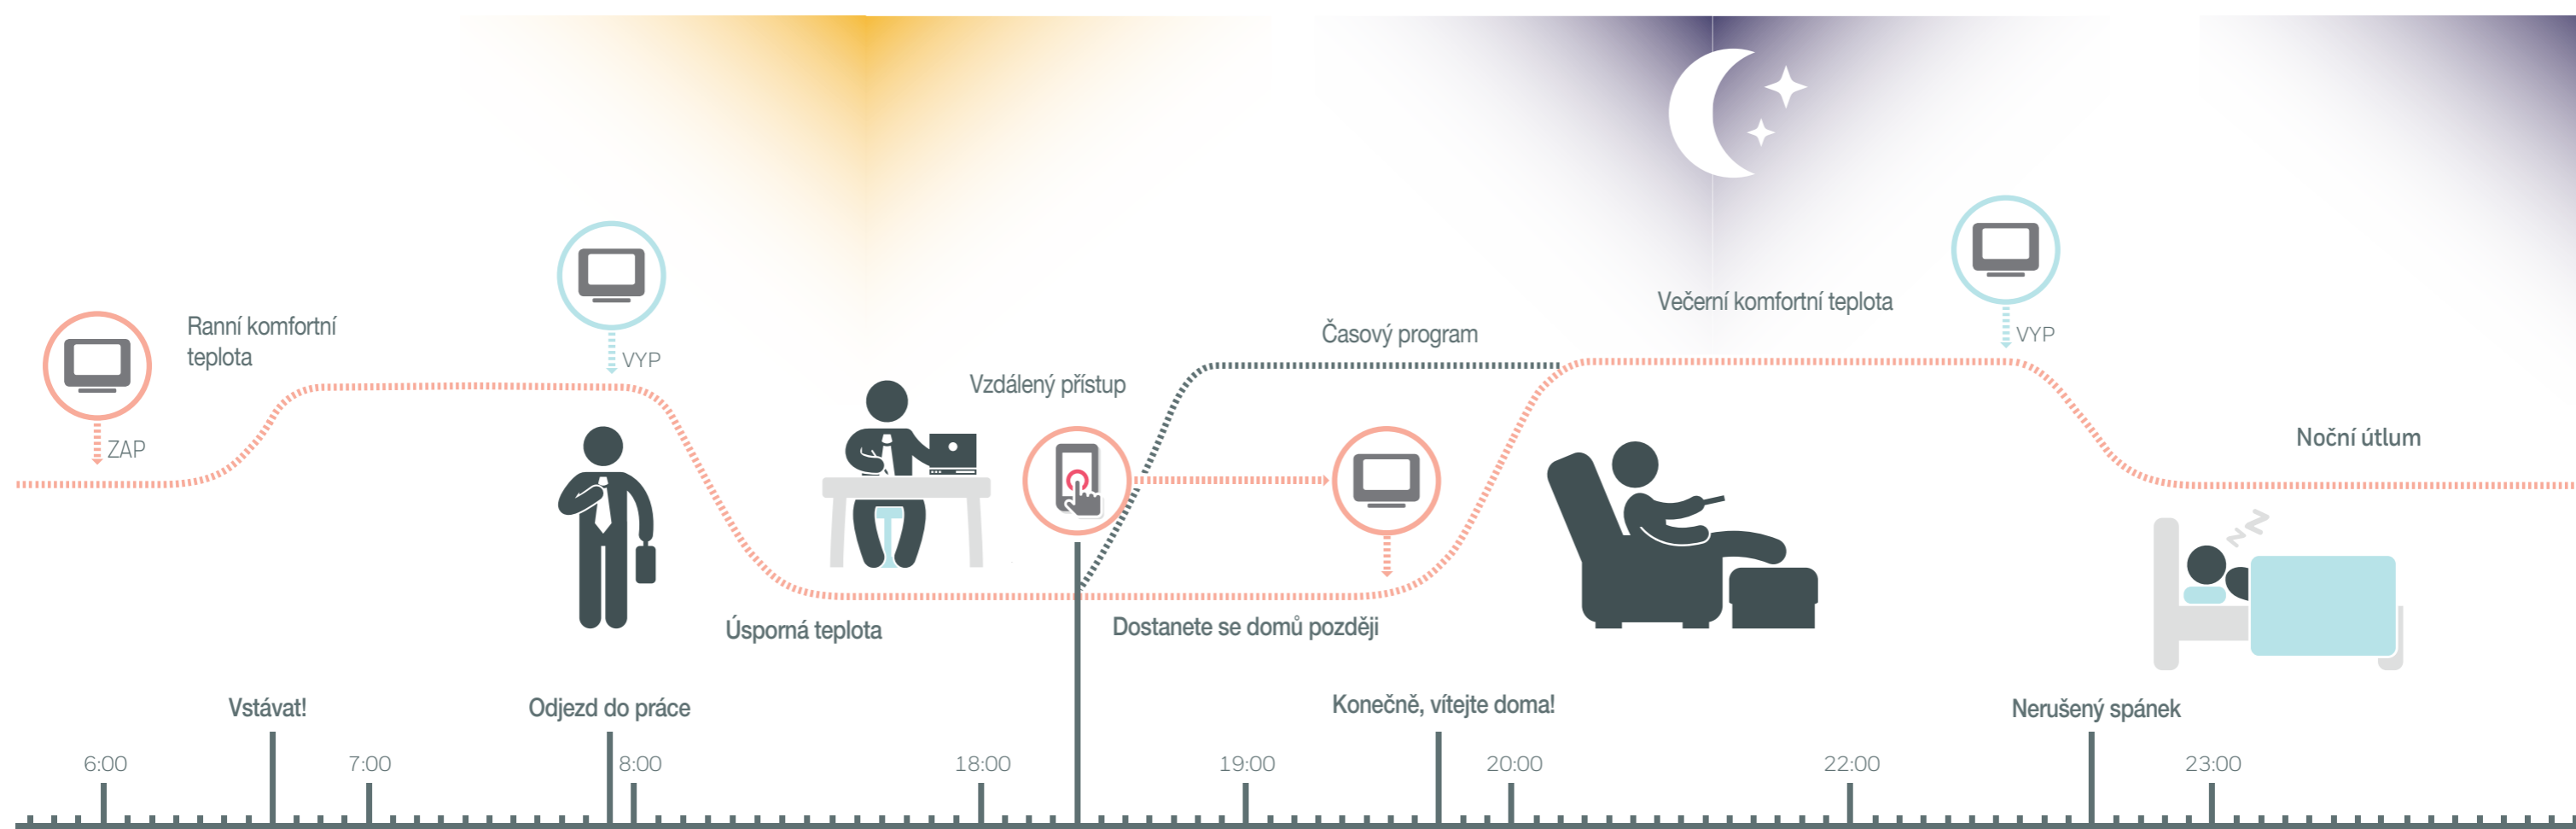 Ranní komfortní
teplota
ZAP
VYP
Vzdálený přístup
Časový program
Večerní komfortní teplota
VYP
Noční útlum
Úsporná teplota
Dostanete se domů později
Vstávat!
Odjezd do práce
Konečně, vítejte doma!
Nerušený spánek
6:00
7:00
8:00
18:00
19:00
20:00
22:00
23:00